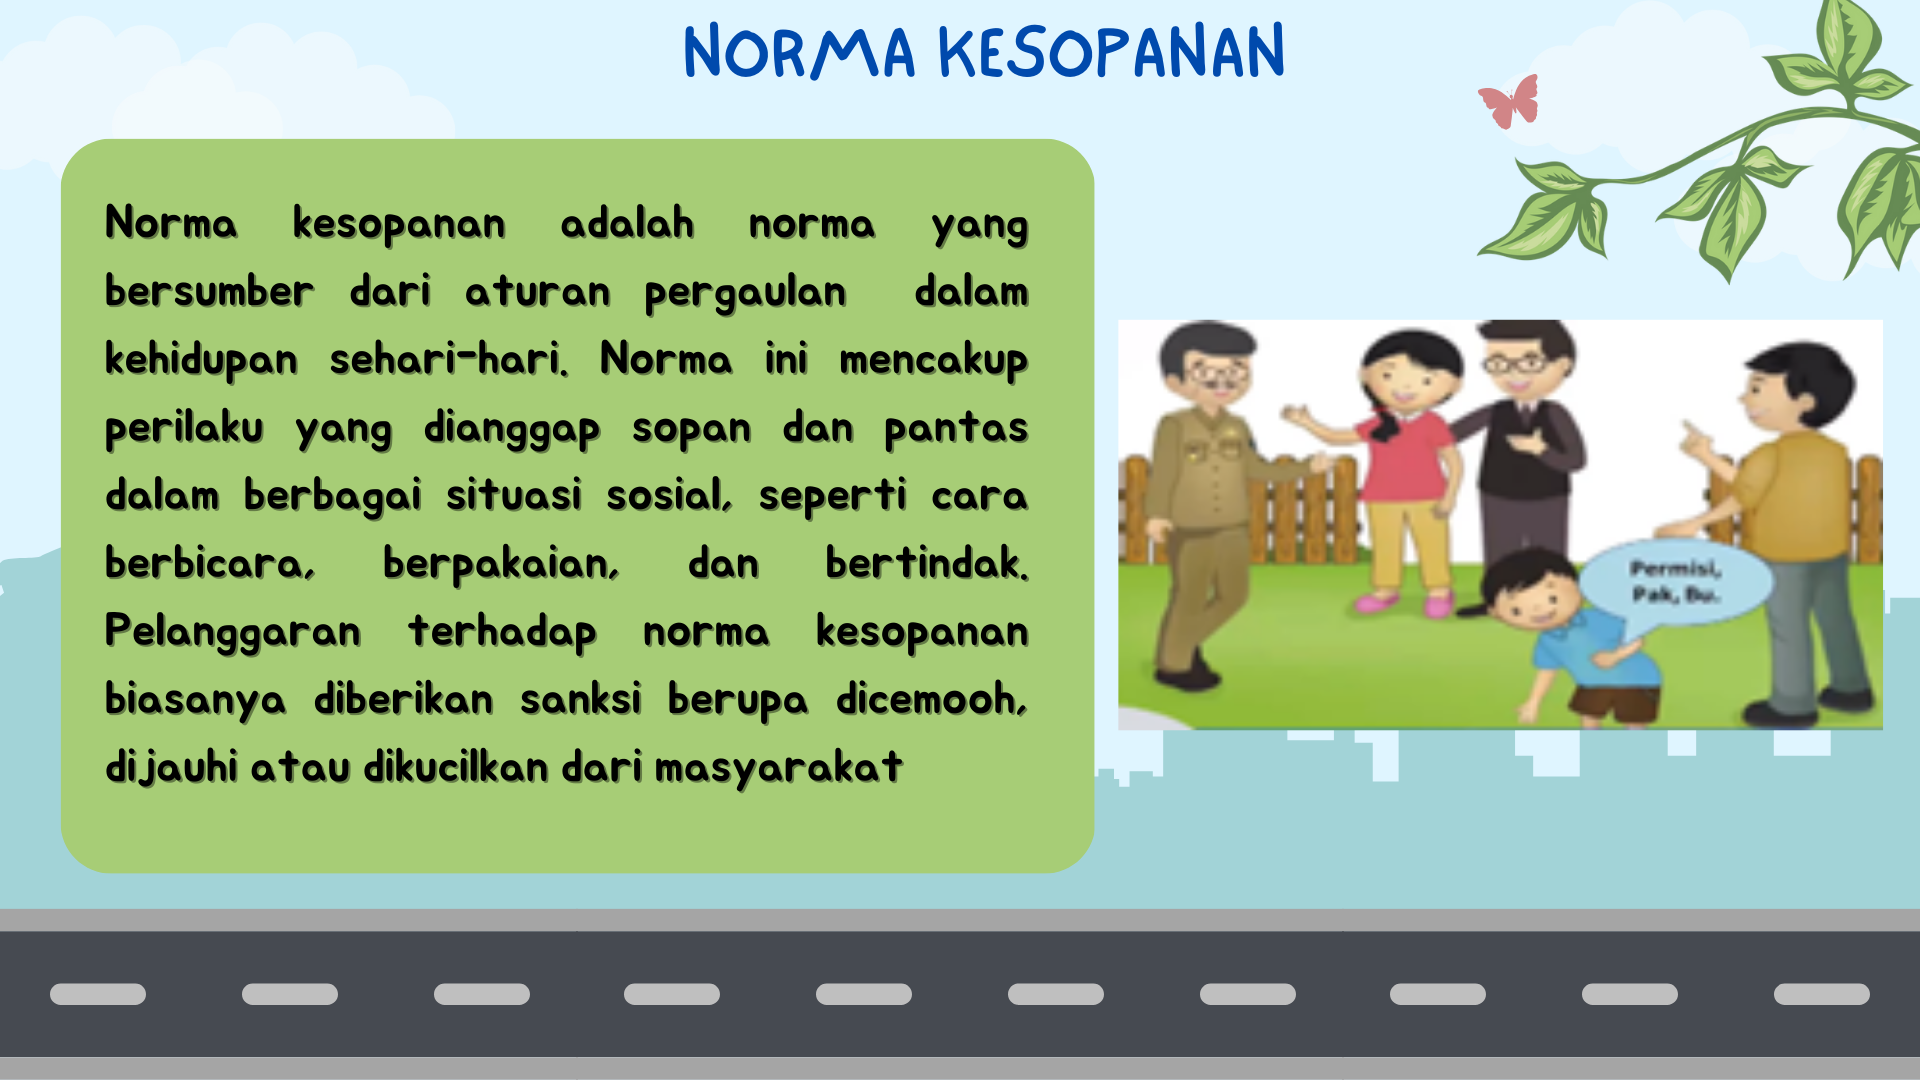 NORMA KESOPANAN
Norma kesopanan adalah norma yang
bersumber dari aturan pergaulan dalam
kehidupan sehari-hari. Norma ini mencakup
perilaku yang dianggap sopan dan pantas
dalam berbagai situasi sosial, seperti cara
berbicara, berpakaian, dan bertindak.
Pelanggaran terhadap norma kesopanan
biasanya diberikan sanksi berupa dicemooh,
dijauhi atau dikucilkan dari masyarakat
Permisi,
Pak, Bu.